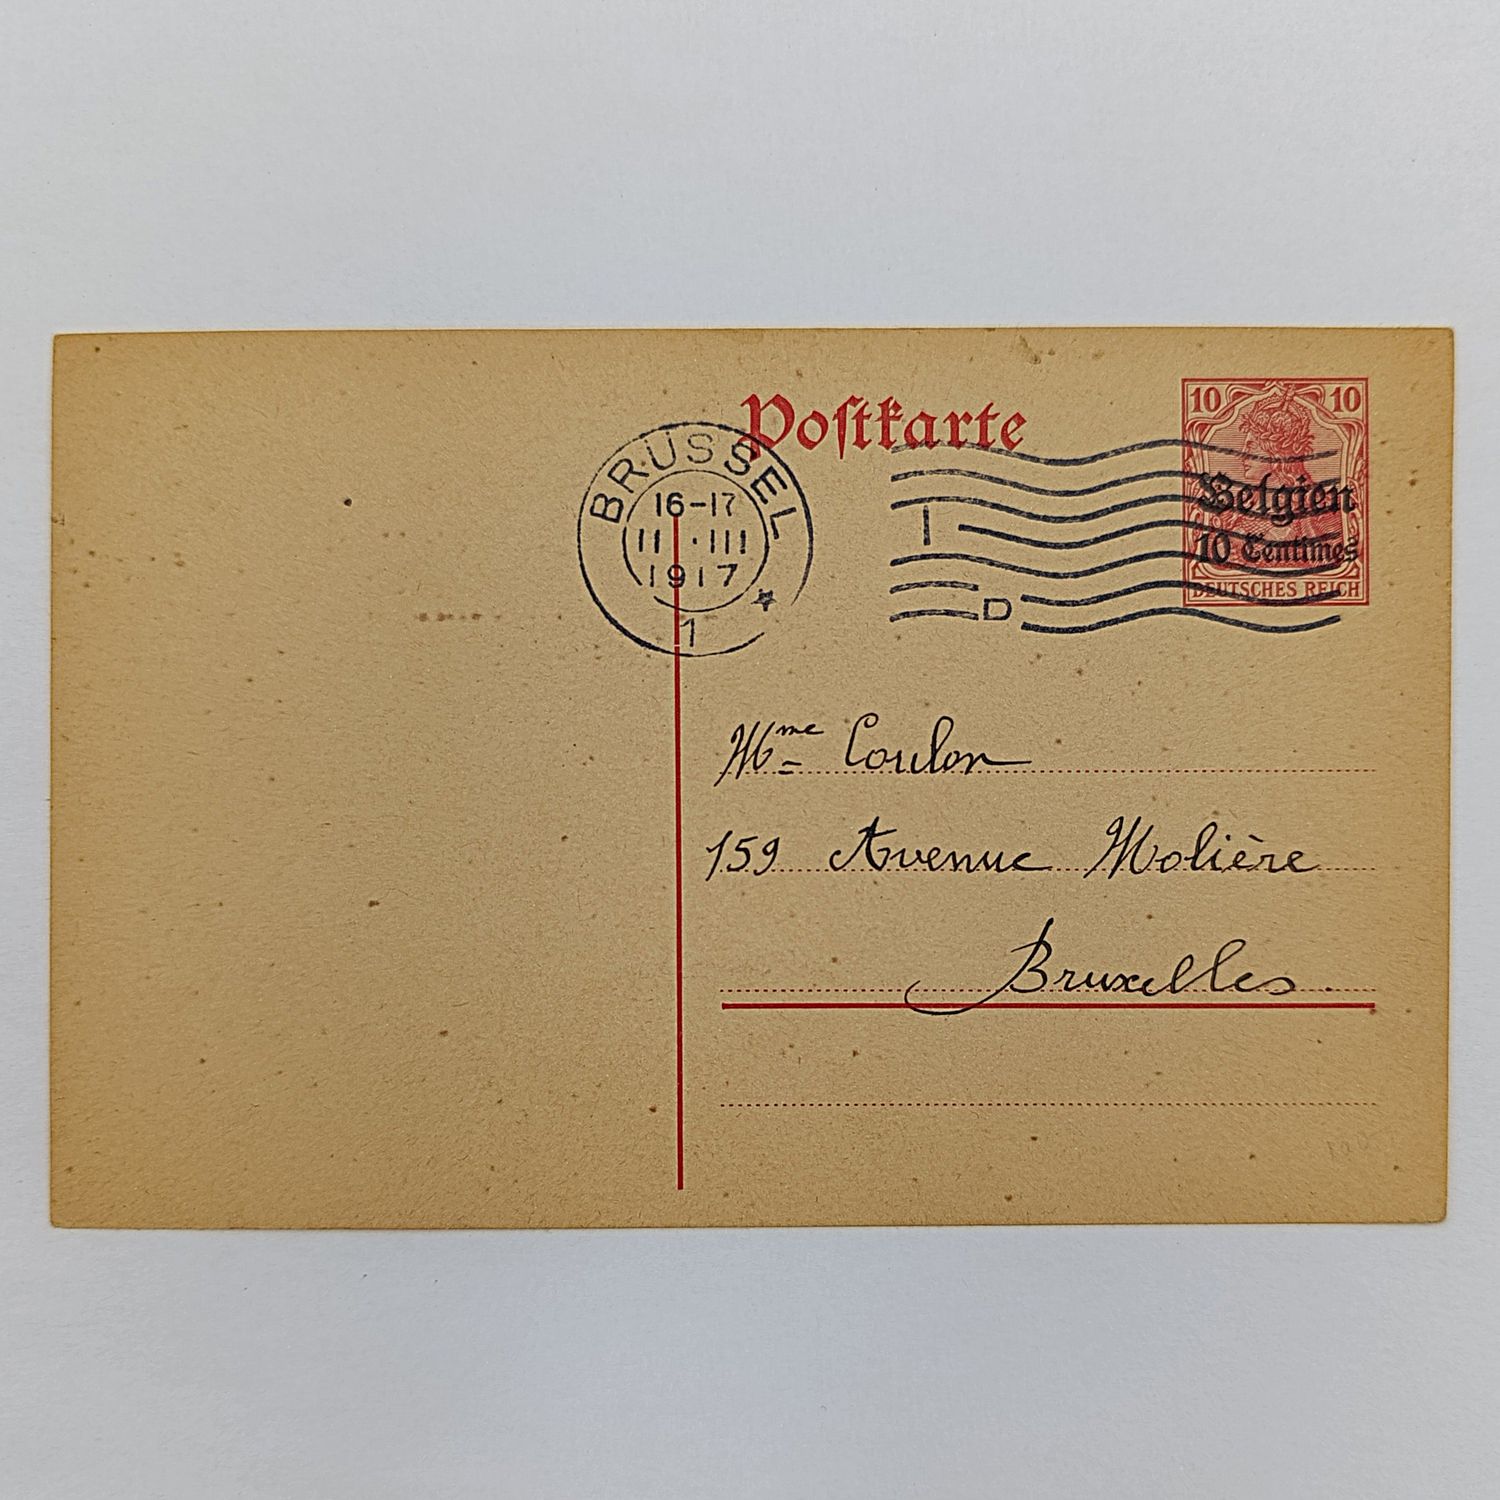 Postkarte
10 10
Belgien
10 Centimes
DEUTSCHES REICH
BRÜSSEL
16-17
11 · III
1917
*
1
I
D
Mme Coulon
159 Avenue Molière
Bruxelles.